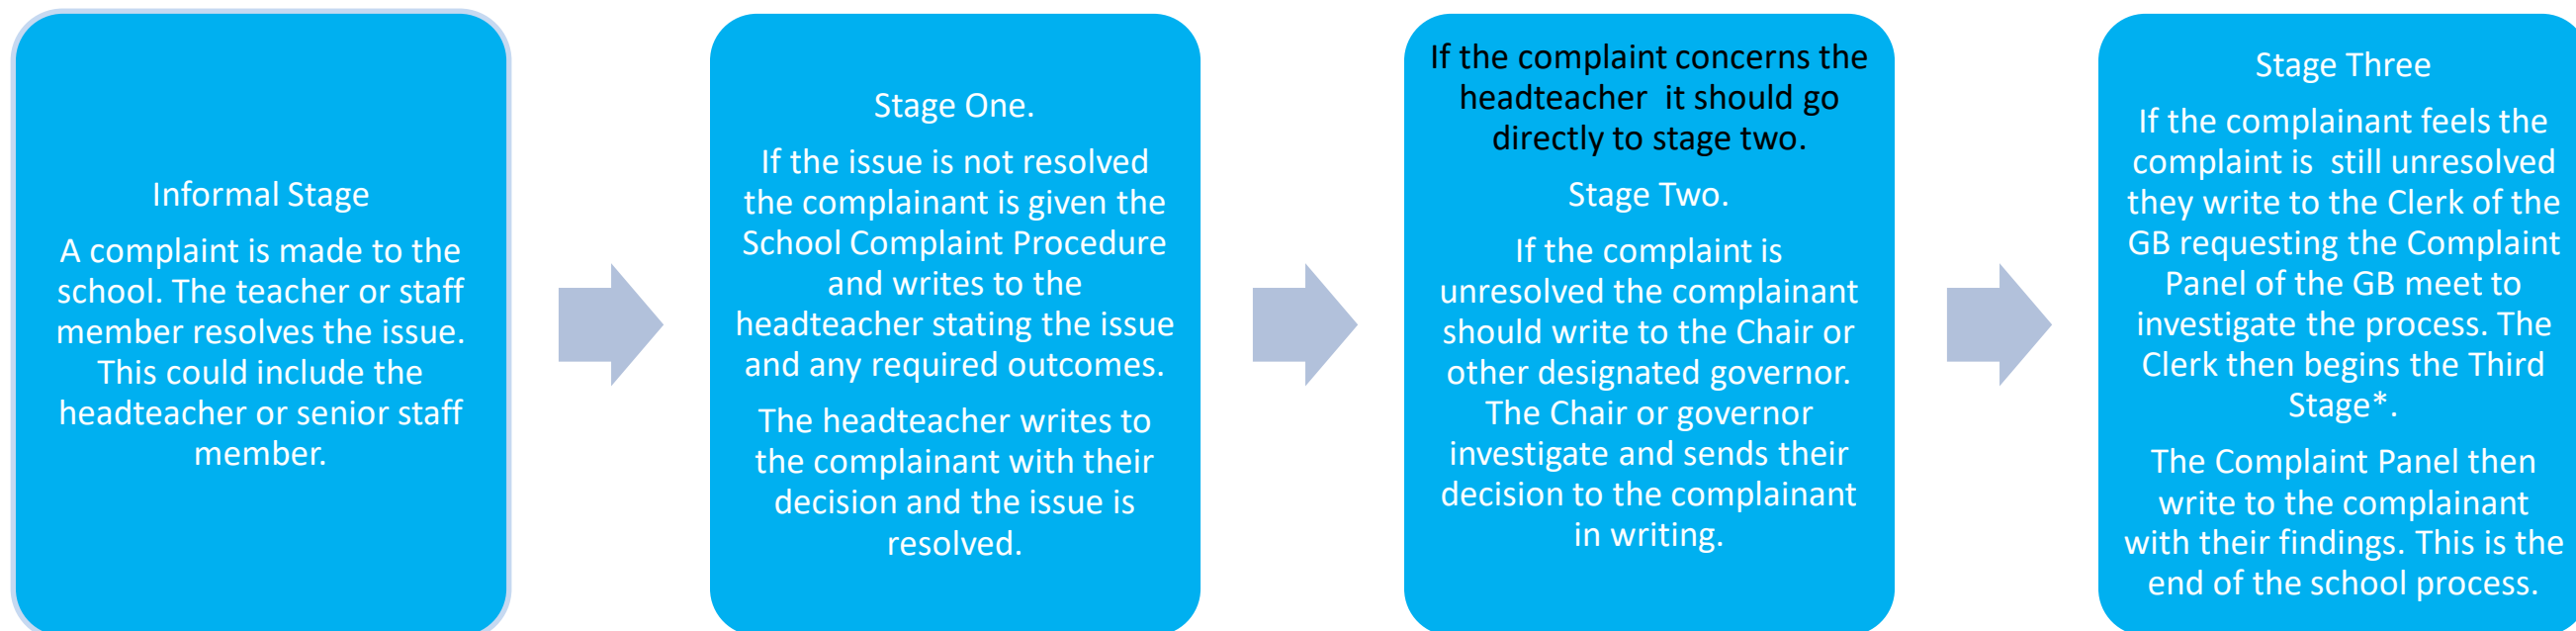 Informal Stage
A complaint is made to the
school. The teacher or staff
member resolves the issue.
This could include the
headteacher or senior staff
member.
Stage One.
If the issue is not resolved
the complainant is given the
School Complaint Procedure
and writes to the
headteacher stating the issue
and any required outcomes.
The headteacher writes to
the complainant with their
decision and the issue is
resolved.
If the complaint concerns the
headteacher it should go
directly to stage two.
Stage Two.
If the complaint is
unresolved the complainant
should write to the Chair or
other designated governor.
The Chair or governor
investigate and sends their
decision to the complainant
in writing.
Stage Three
If the complainant feels the
complaint is still unresolved
they write to the Clerk of the
GB requesting the Complaint
Panel of the GB meet to
investigate the process. The
Clerk then begins the Third
Stage*.
The Complaint Panel then
write to the complainant
with their findings. This is the
end of the school process.